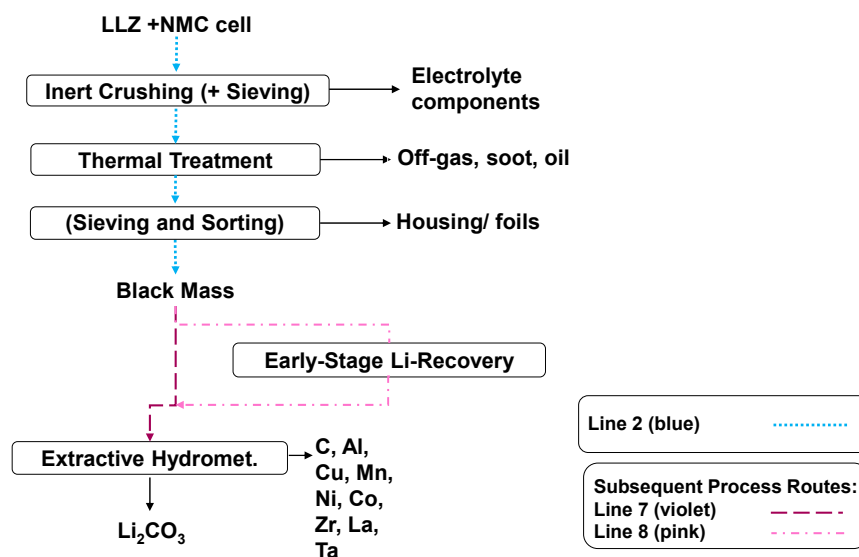 LLZ +NMC cell
Inert Crushing (+ Sieving)
Electrolyte
components
Thermal Treatment
Off-gas, soot, oil
(Sieving and Sorting)
Housing/ foils
Black Mass
Early-Stage Li-Recovery
Extractive Hydromet.
C, Al,
Cu, Mn,
Ni, Co,
Zr, La,
Ta
Li₂CO₃
Line 2 (blue)
Subsequent Process Routes:
Line 7 (violet)
Line 8 (pink)